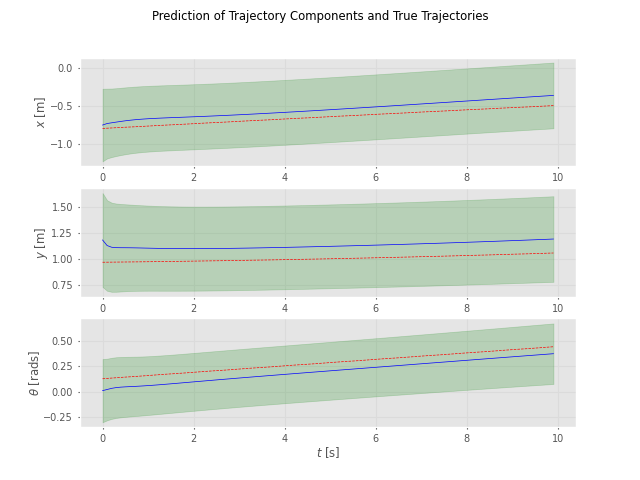 Prediction of Trajectory Components and True Trajectories
0.0
−0.5
−1.0
x [m]
0 2 4 6 8 10
1.50
1.25
1.00
0.75
y [m]
0 2 4 6 8 10
0.50
0.25
0.00
−0.25
θ [rads]
0 2 4 6 8 10
t [s]